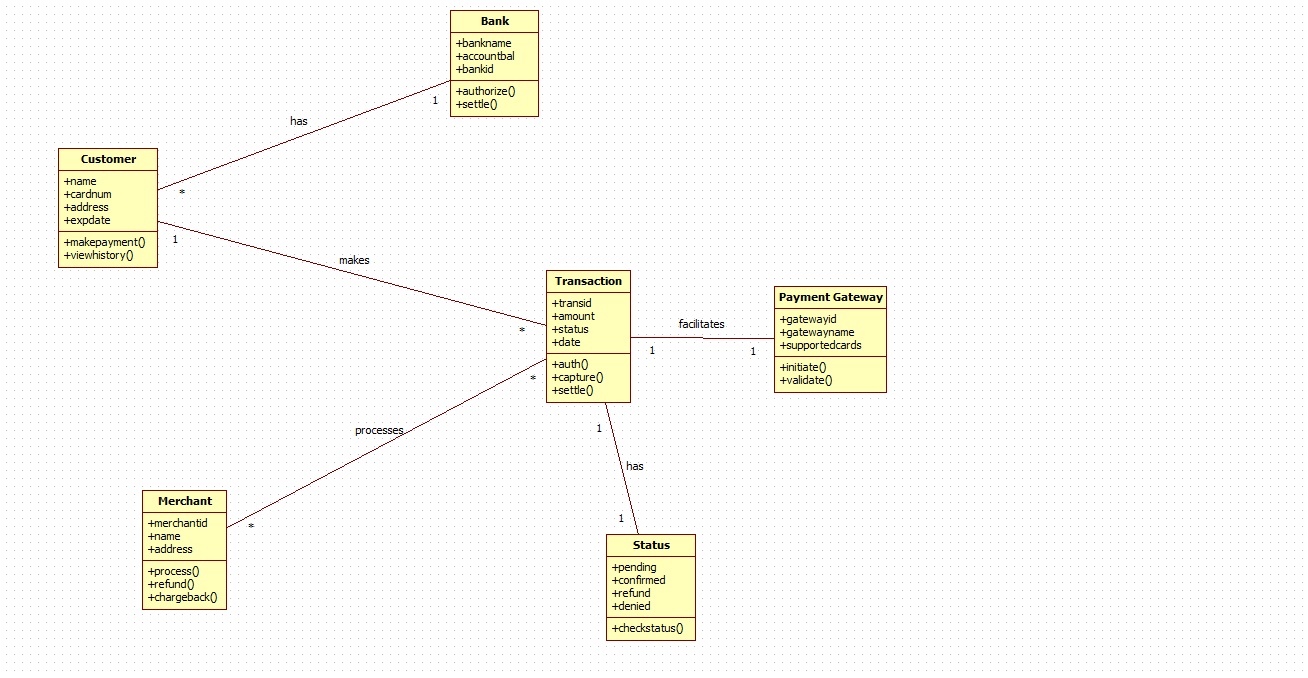 Bank
+bankname
+accountbal
+bankid
+authorize()
+settle()
1
has
Customer
+name
+cardnum
+address
+expdate
+makepayment()
+viewhistory()
*
1
makes
Transaction
+transid
+amount
+status
+date
+auth()
+capture()
+settle()
*
*
facilitates
1
1
Payment Gateway
+gatewayid
+gatewayname
+supportedcards
+initiate()
+validate()
processes
1
has
1
Merchant
+merchantid
+name
+address
+process()
+refund()
+chargeback()
*
Status
+pending
+confirmed
+refund
+denied
+checkstatus()